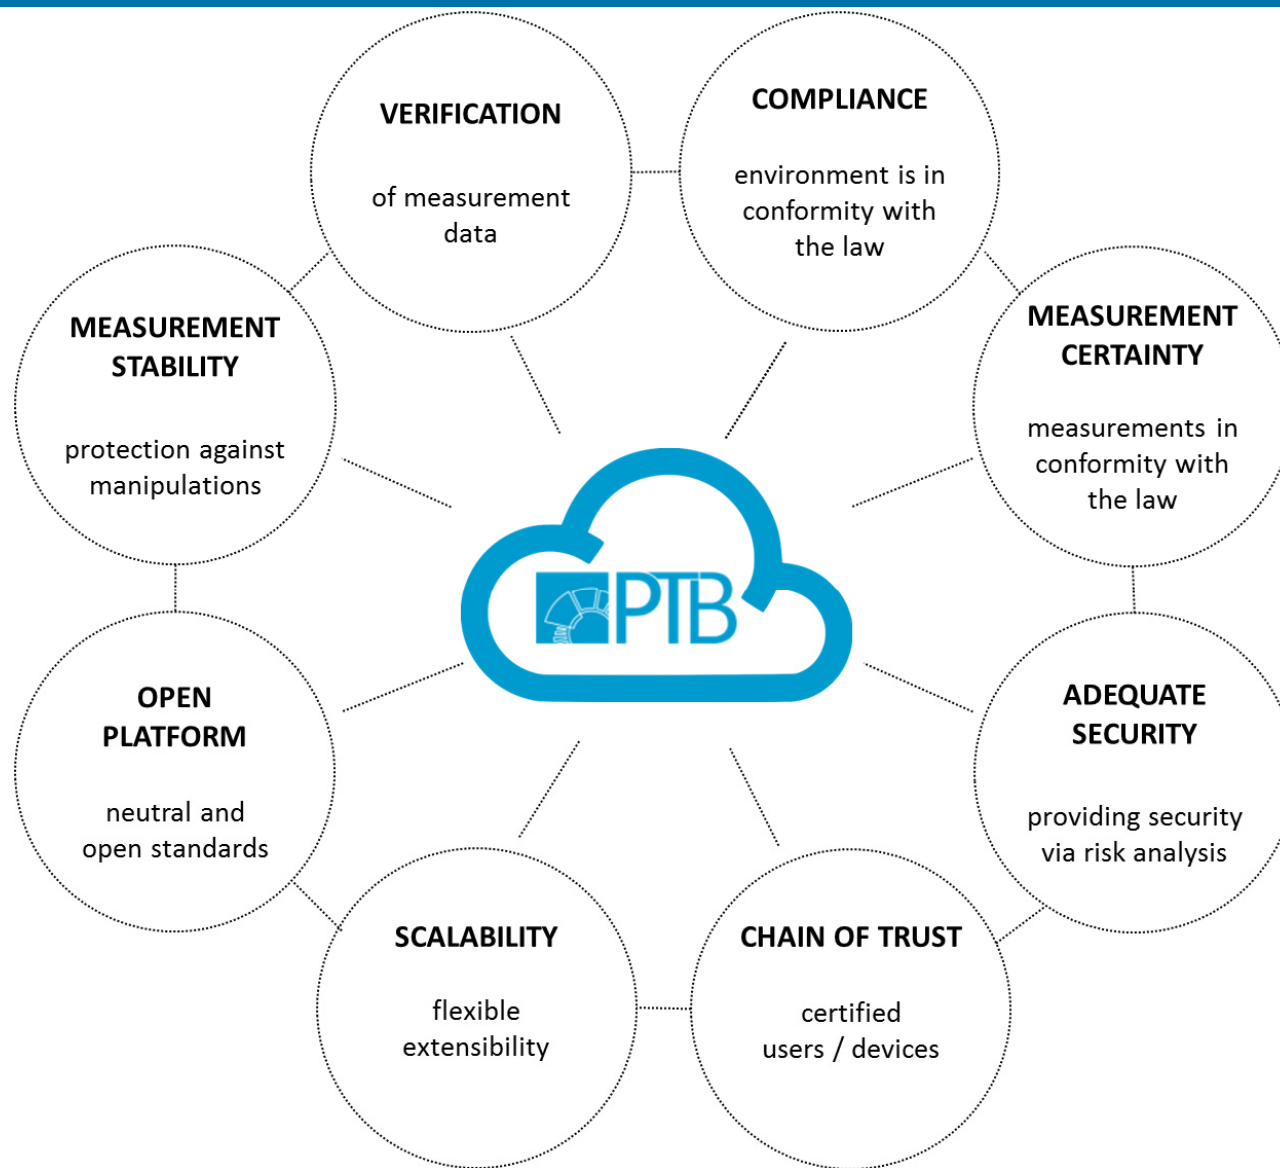 VERIFICATION
of measurement
data
COMPLIANCE
environment is in
conformity with
the law
MEASUREMENT
STABILITY
protection against
manipulations
MEASUREMENT
CERTAINTY
measurements in
conformity with
the law
PTB
OPEN
PLATFORM
neutral and
open standards
ADEQUATE
SECURITY
providing security
via risk analysis
SCALABILITY
flexible
extensibility
CHAIN OF TRUST
certified
users / devices